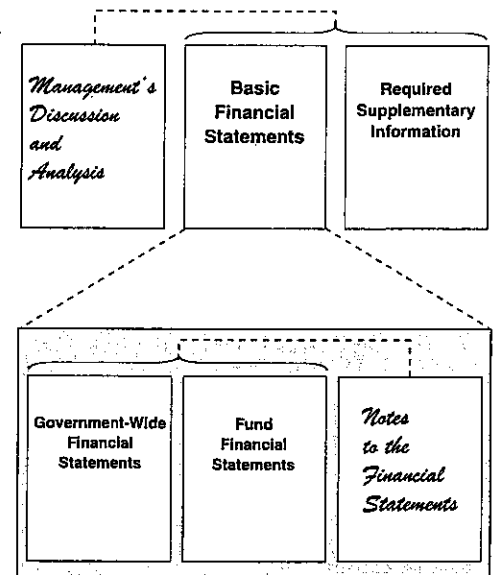 Management's
Discussion
and
Analysis
Basic
Financial
Statements
Required
Supplementary
Information
Government-Wide
Financial
Statements
Fund
Financial
Statements
Notes
to the
Financial
Statements